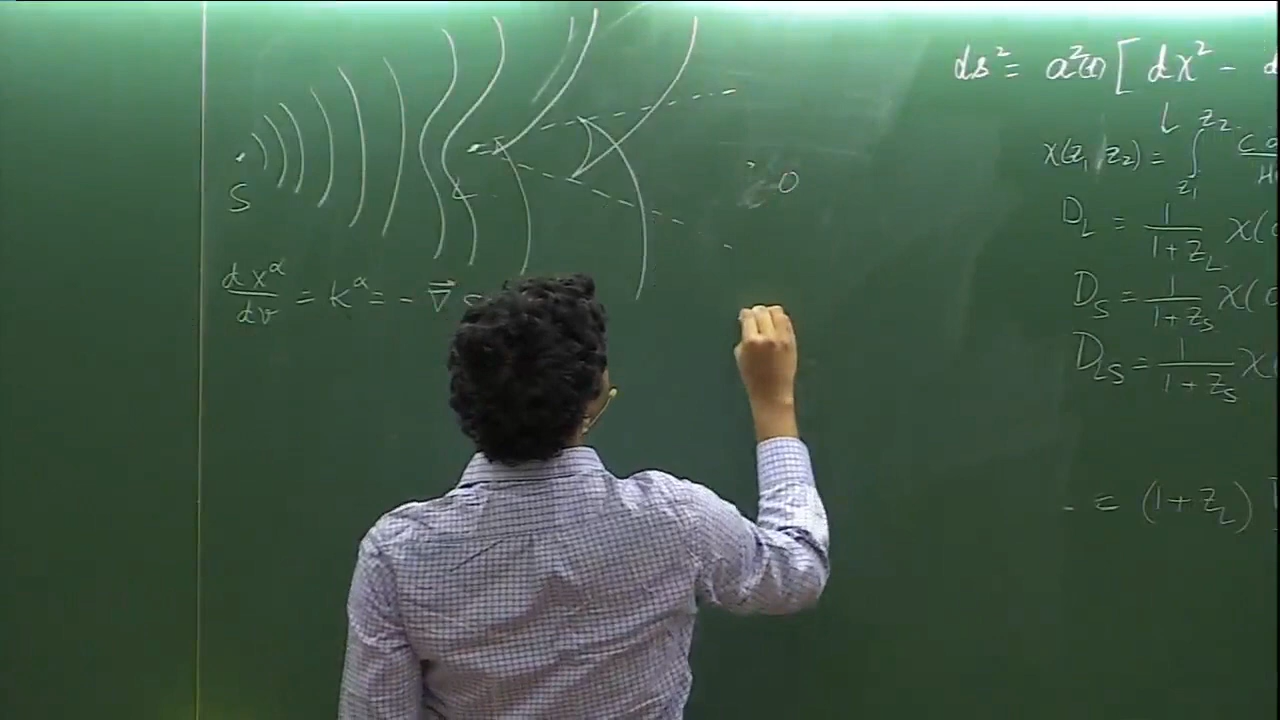 S
O
dx^α/dv = K^α = - ∇⃗ S
ds² = a²(t) [ dx² -
χ(z₁, z₂) = ∫_{z₁}^{z₂} c
D_L = 1/(1+z_L) χ(
D_S = 1/(1+z_S) χ(
D_LS = 1/(1+z_S) χ
= (1+z_L)